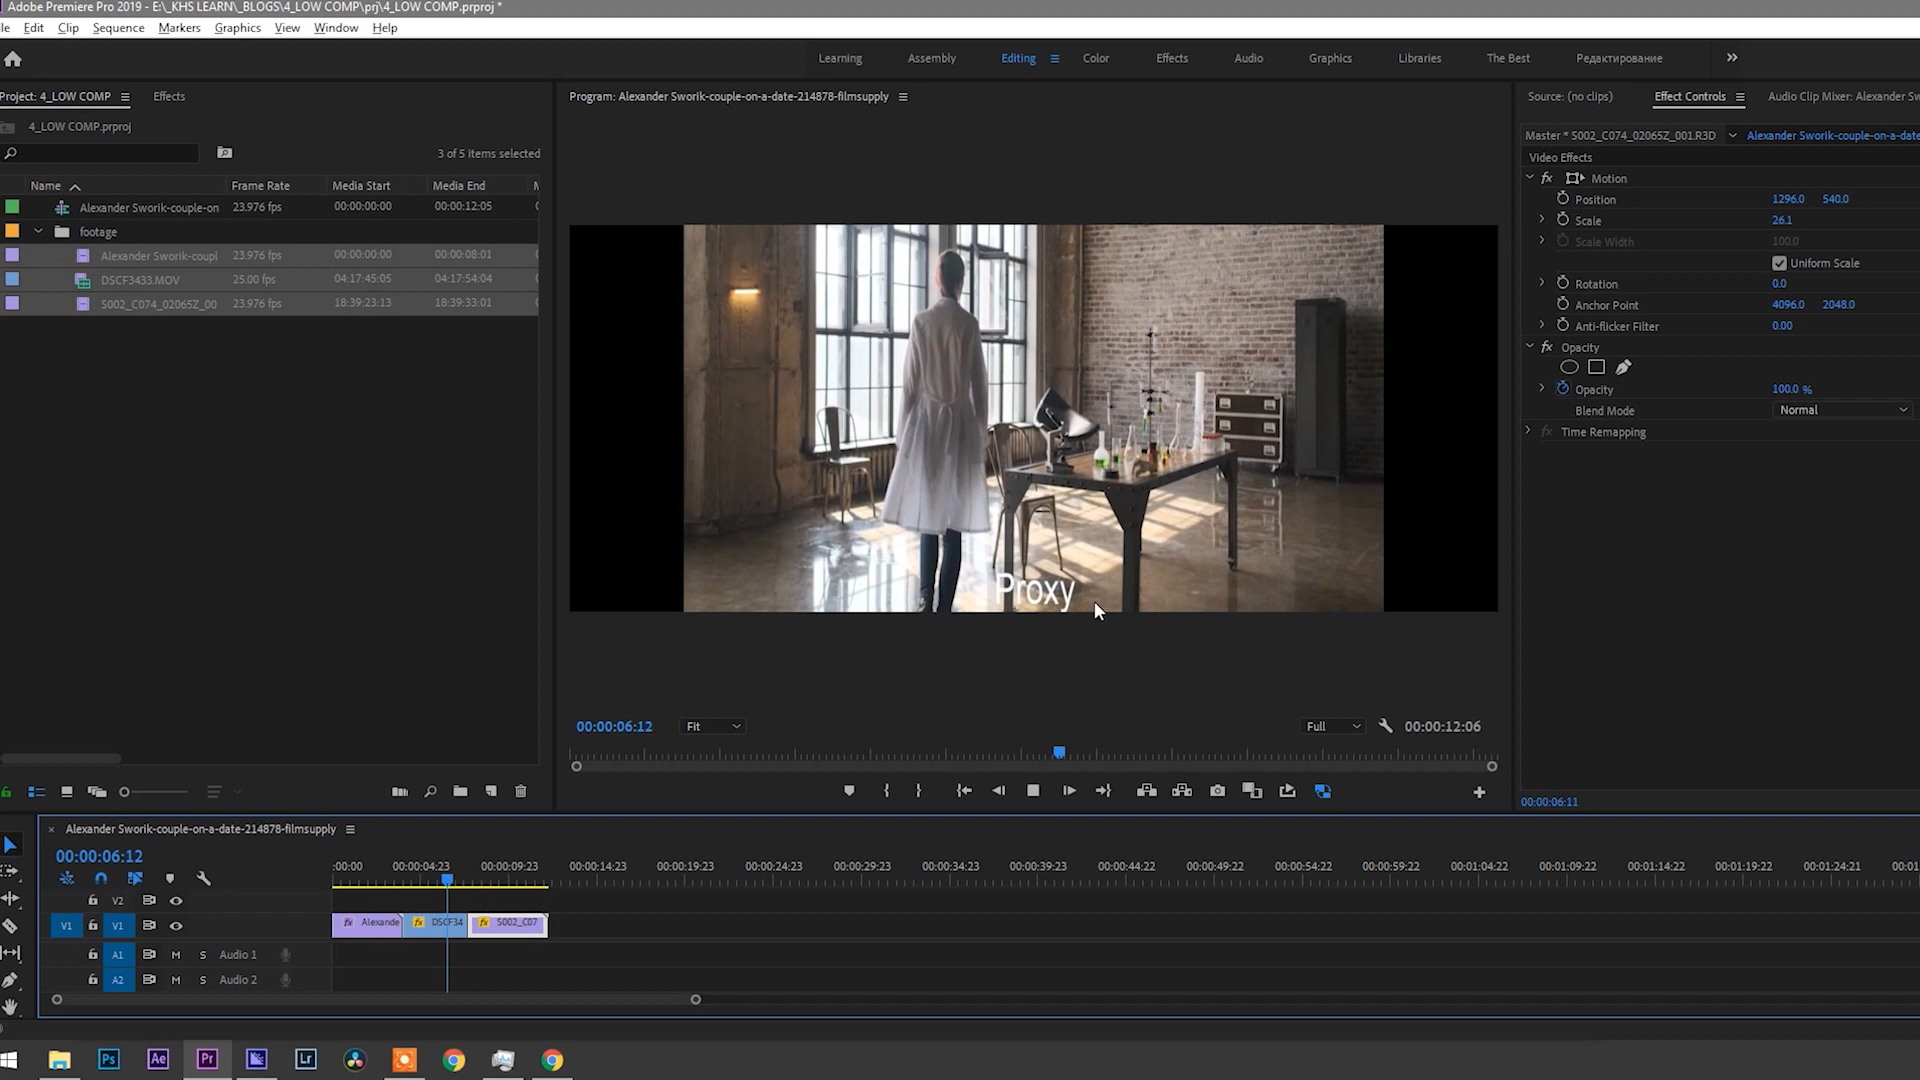 Adobe Premiere Pro 2019 - E:\_KHS LEARN\_BLOGS\4_LOW COMP\prj\4_LOW COMP.prproj *
le Edit Clip Sequence Markers Graphics View Window Help
Learning Assembly Editing Color Effects Audio Graphics Libraries The Best Редактирование
Project: 4_LOW COMP Effects
4_LOW COMP.prproj
3 of 5 items selected
Name Frame Rate Media Start Media End
Alexander Sworik-couple-on 23.976 fps 00:00:00:00 00:00:12:05
footage
Alexander Sworik-coupl 23.976 fps 00:00:00:00 00:00:08:01
DSCF3433.MOV 25.00 fps 04:17:45:05 04:17:54:04
S002_C074_02065Z_00 23.976 fps 18:39:23:13 18:39:33:01
Program: Alexander Sworik-couple-on-a-date-214878-filmsupply
Proxy
00:00:06:12 Fit Full 00:00:12:06
Source: (no clips) Effect Controls Audio Clip Mixer: Alexander Sw
Master * S002_C074_02065Z_001.R3D Alexander Sworik-couple-on-a-date
Video Effects
fx Motion
Position 1296.0 540.0
Scale 26.1
Scale Width 100.0
Uniform Scale
Rotation 0.0
Anchor Point 4096.0 2048.0
Anti-flicker Filter 0.00
fx Opacity
Opacity 100.0 %
Blend Mode Normal
fx Time Remapping
00:00:06:11
× Alexander Sworik-couple-on-a-date-214878-filmsupply
00:00:06:12
:00:00 00:00:04:23 00:00:09:23 00:00:14:23 00:00:19:23 00:00:24:23 00:00:29:23 00:00:34:23 00:00:39:23 00:00:44:22 00:00:49:22 00:00:54:22 00:00:59:22 00:01:04:22 00:01:09:22 00:01:14:22 00:01:19:22 00:01:24:21 00:01
V2
V1 V1 fx Alexande fx DSCF34 fx S002_C07
A1 M S Audio 1
A2 M S Audio 2
Ps Ae Pr Lr